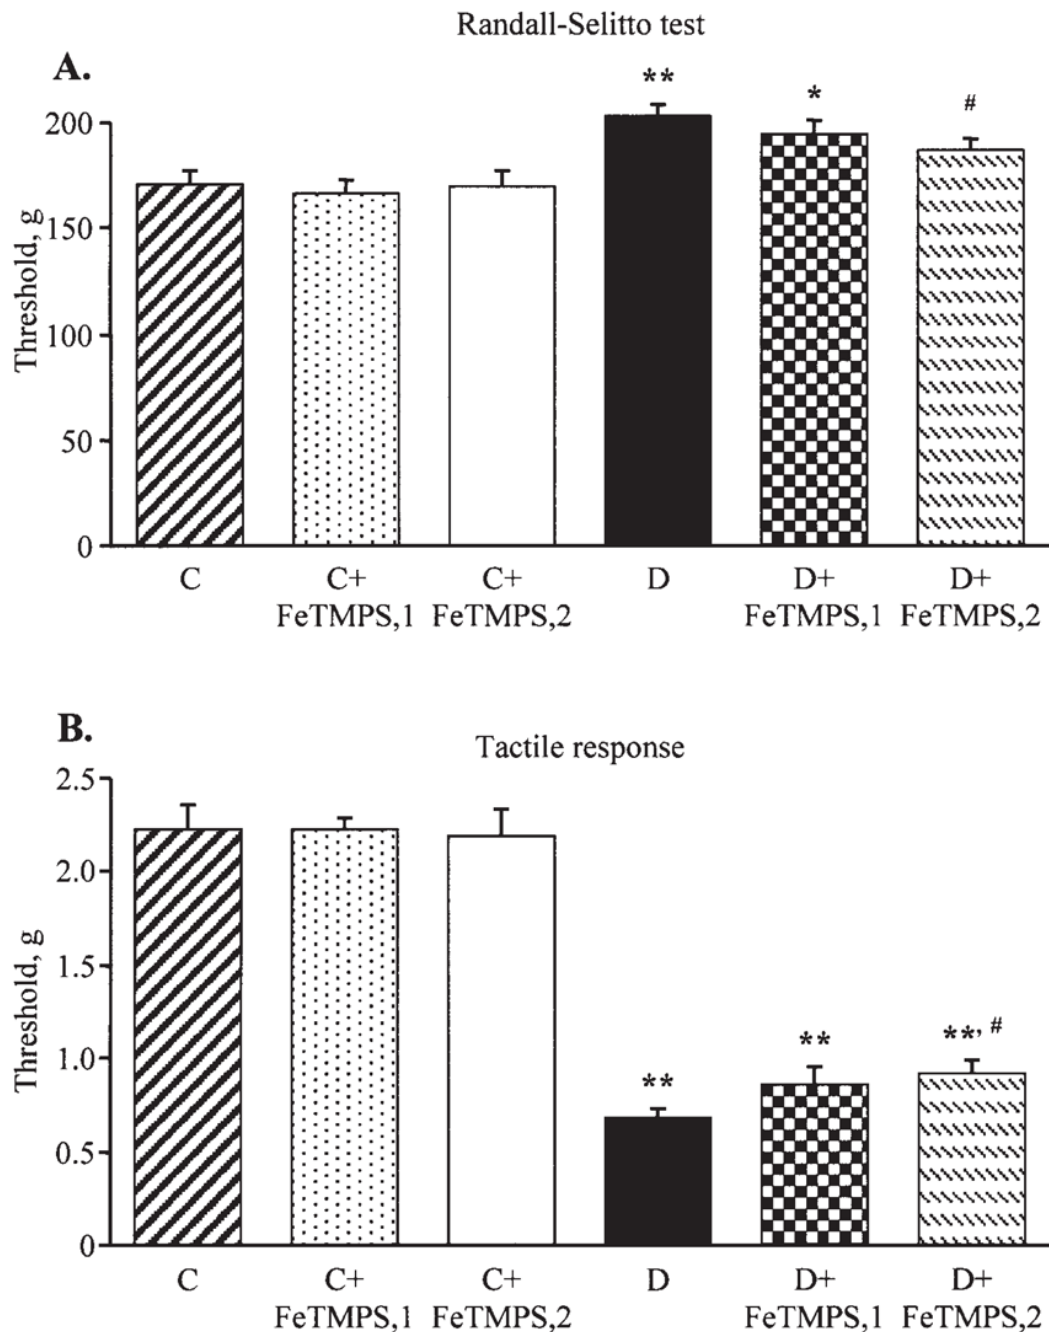 Randall-Selitto test
A.
** * #
200
150
100
50
0
Threshold, g
C C+ C+ D D+ D+
FeTMPS,1 FeTMPS,2 FeTMPS,1 FeTMPS,2
B.
Tactile response
2.5
2.0
1.5
1.0
0.5
0
Threshold, g
** ** **, #
C C+ C+ D D+ D+
FeTMPS,1 FeTMPS,2 FeTMPS,1 FeTMPS,2